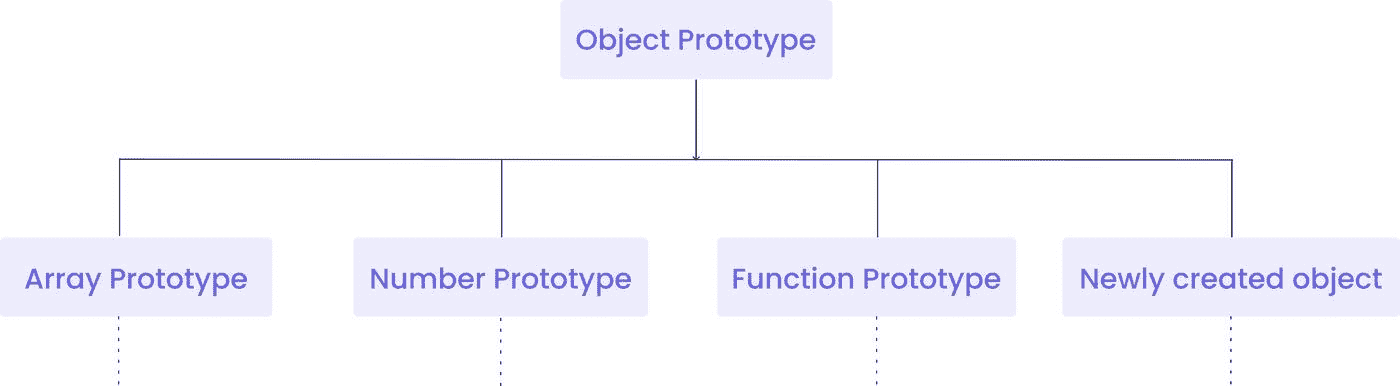 Object Prototype
Array Prototype
Number Prototype
Function Prototype
Newly created object